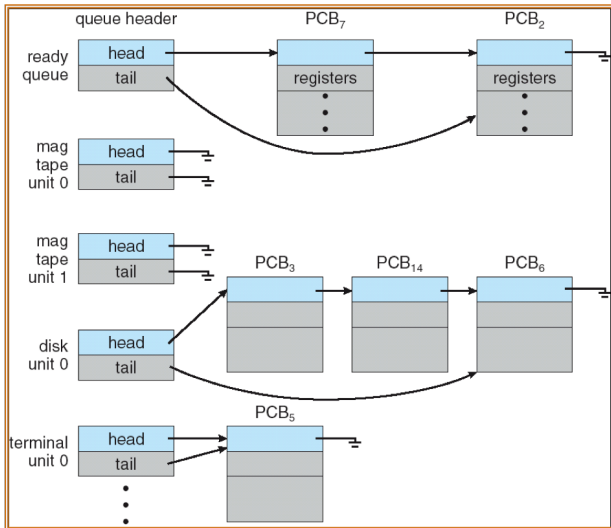 queue header PCB₇ PCB₂
ready queue
head
tail
registers
registers
mag tape unit 0
head
tail
mag tape unit 1
head
tail
PCB₃ PCB₁₄ PCB₆
disk unit 0
head
tail
PCB₅
terminal unit 0
head
tail